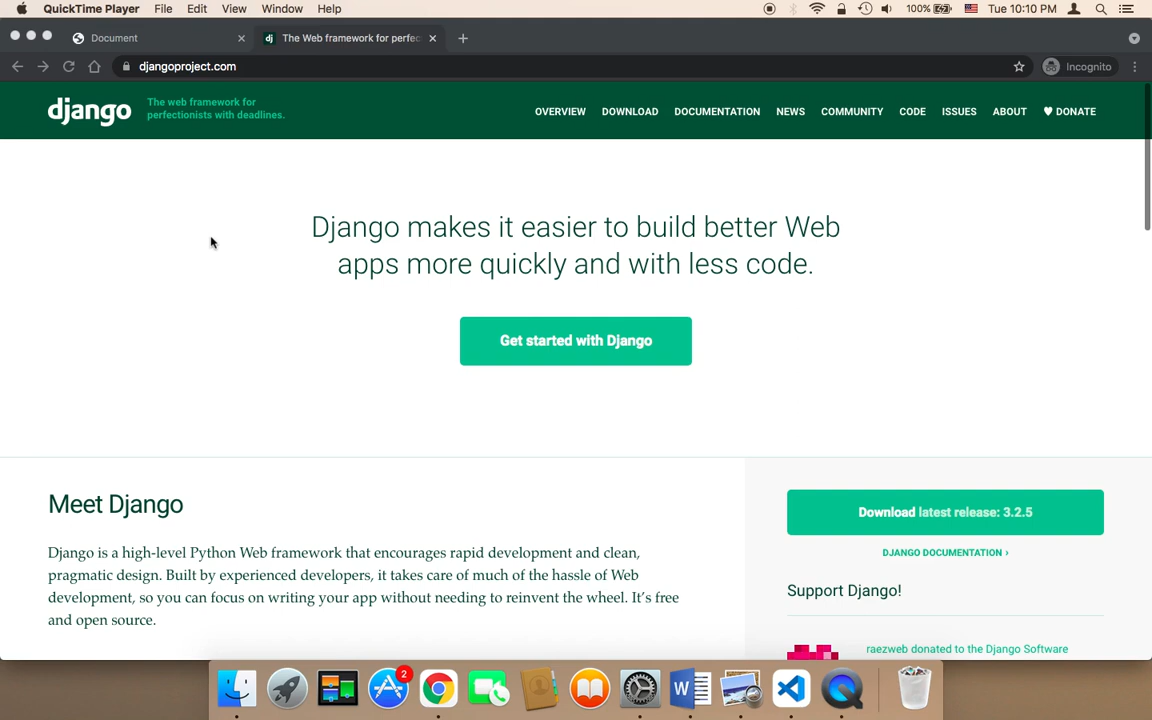 QuickTime Player File Edit View Window Help 100% Tue 10:10 PM
Document
dj The Web framework for perfec
djangoproject.com
Incognito
django
The web framework for
perfectionists with deadlines.
OVERVIEW DOWNLOAD DOCUMENTATION NEWS COMMUNITY CODE ISSUES ABOUT ♥ DONATE
Django makes it easier to build better Web
apps more quickly and with less code.
Get started with Django
Meet Django
Django is a high-level Python Web framework that encourages rapid development and clean,
pragmatic design. Built by experienced developers, it takes care of much of the hassle of Web
development, so you can focus on writing your app without needing to reinvent the wheel. It’s free
and open source.
Download latest release: 3.2.5
DJANGO DOCUMENTATION ›
Support Django!
raezweb donated to the Django Software
2
W